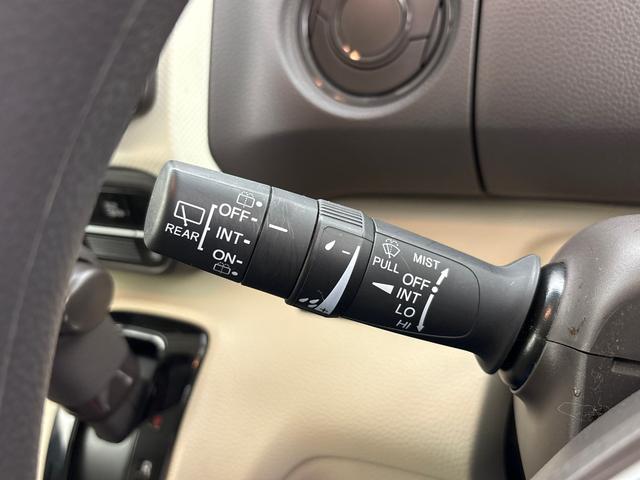 REAR
OFF
INT
ON
PULL
MIST
OFF
INT
LO
HI